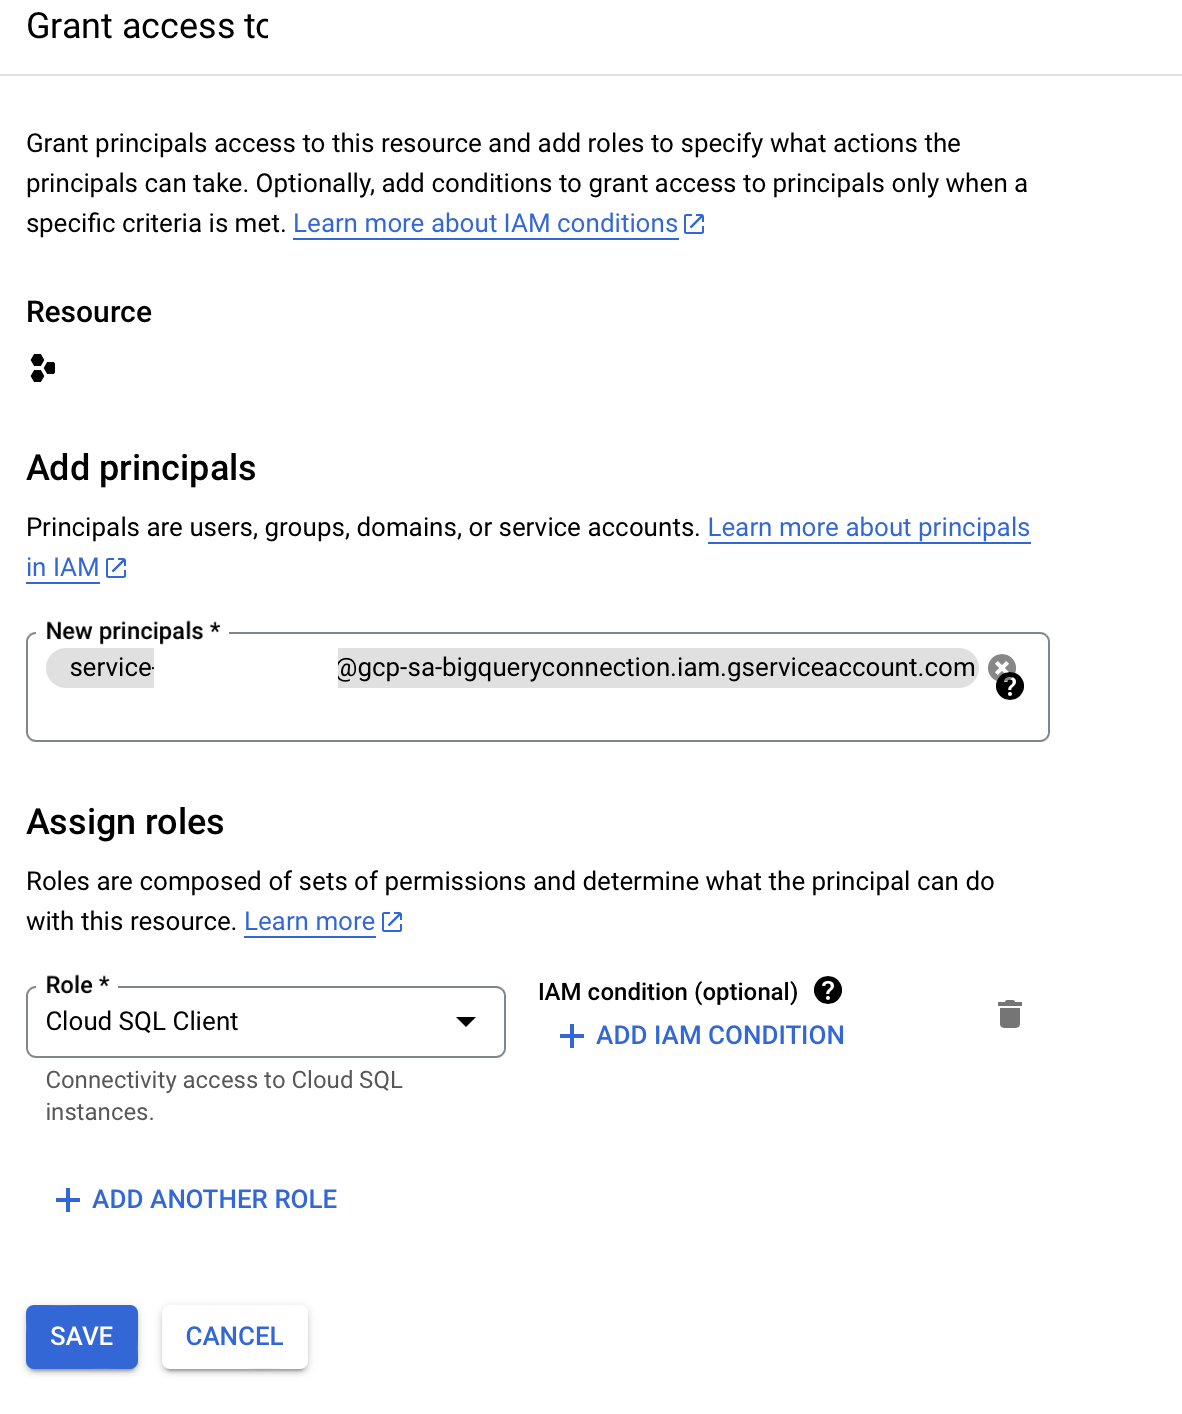 Grant access to
Grant principals access to this resource and add roles to specify what actions the
principals can take. Optionally, add conditions to grant access to principals only when a
specific criteria is met. Learn more about IAM conditions
Resource
Add principals
Principals are users, groups, domains, or service accounts. Learn more about principals
in IAM
New principals *
service- @gcp-sa-bigqueryconnection.iam.gserviceaccount.com
Assign roles
Roles are composed of sets of permissions and determine what the principal can do
with this resource. Learn more
Role *
Cloud SQL Client
Connectivity access to Cloud SQL
instances.
IAM condition (optional)
+ ADD IAM CONDITION
+ ADD ANOTHER ROLE
SAVE CANCEL